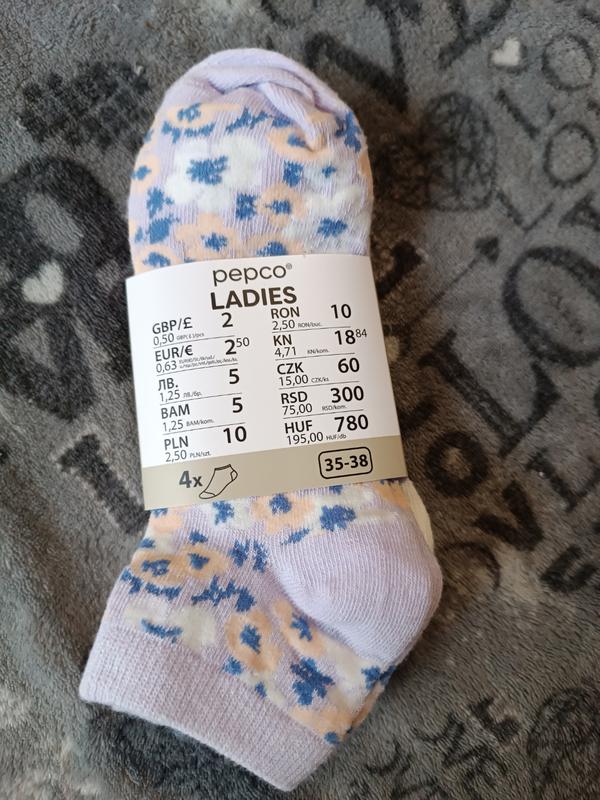 pepco®
LADIES
GBP/£ 2
0,50 GBP(£)/pcs
EUR/€ 2 50
0,63
ЛВ. 5
1,25 ЛВ./бр.
BAM 5
1,25 BAM/kom.
PLN 10
2,50 PLN/szt.
RON 10
2,50 RON/buc.
KN 18 84
4,71 KN/kom.
CZK 60
15,00 CZK/ks
RSD 300
75,00 RSD/kom.
HUF 780
195,00 HUF/db
4x
35-38